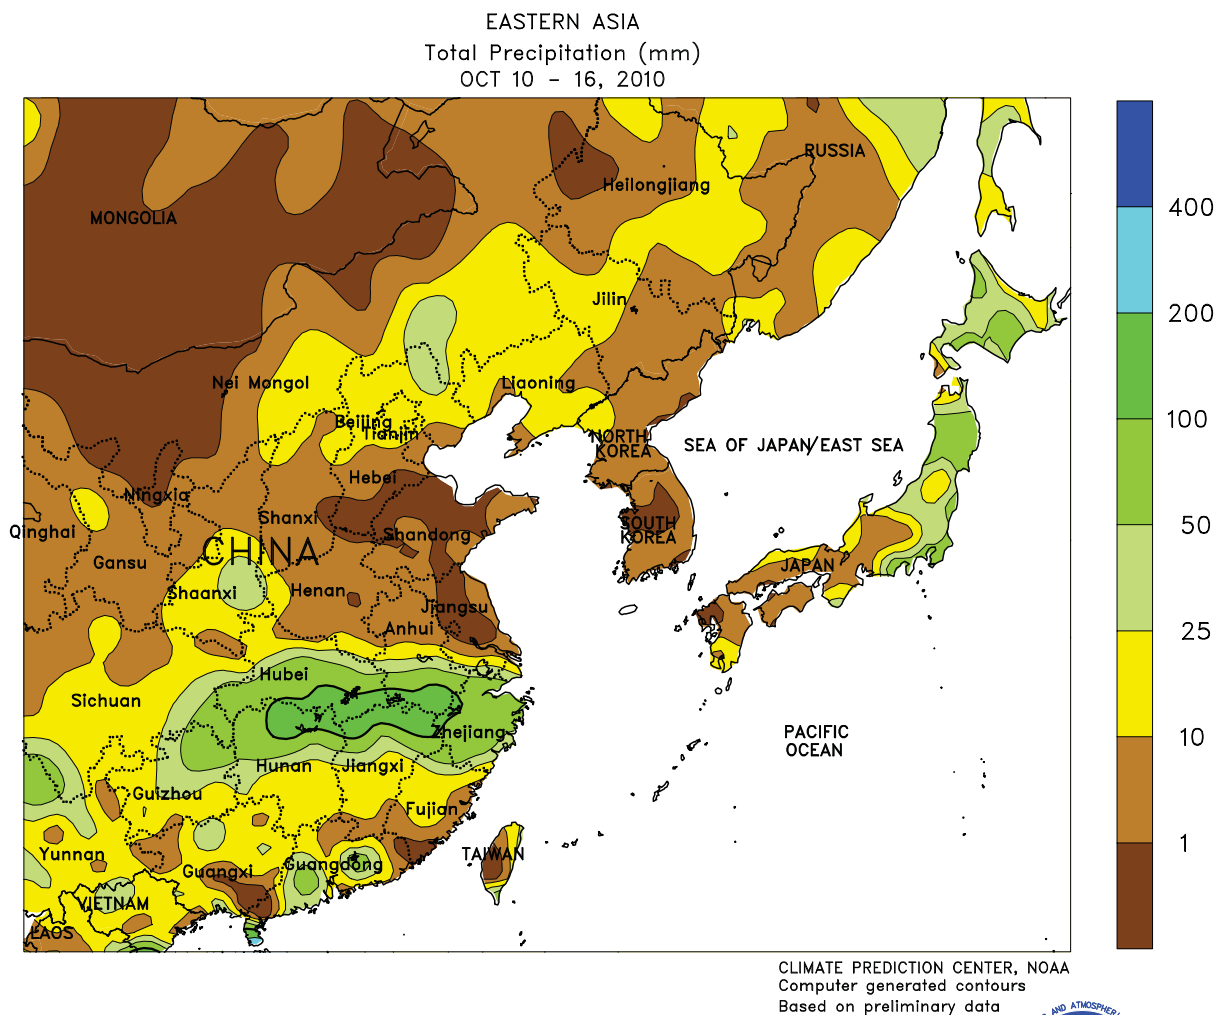 EASTERN ASIA
Total Precipitation (mm)
OCT 10 - 16, 2010
RUSSIA
Heilongjiang
MONGOLIA
400
Jilin
200
Nei Mongol
Liaoning
100
Beijing
Tianjin
NORTH
KOREA
SEA OF JAPAN/EAST SEA
Hebei
Ningxia
Shanxi
50
Qinghai
Shandong
SOUTH
KOREA
CHINA
Gansu
JAPAN
Shaanxi
Henan
Jiangsu
Anhui
25
Hubei
Sichuan
Zhejiang
PACIFIC
OCEAN
10
Hunan
Jiangxi
Guizhou
Fujian
1
Yunnan
TAIWAN
Guangxi
Guangdong
VIETNAM
LAOS
CLIMATE PREDICTION CENTER, NOAA
Computer generated contours
Based on preliminary data
AND ATMOSPHER